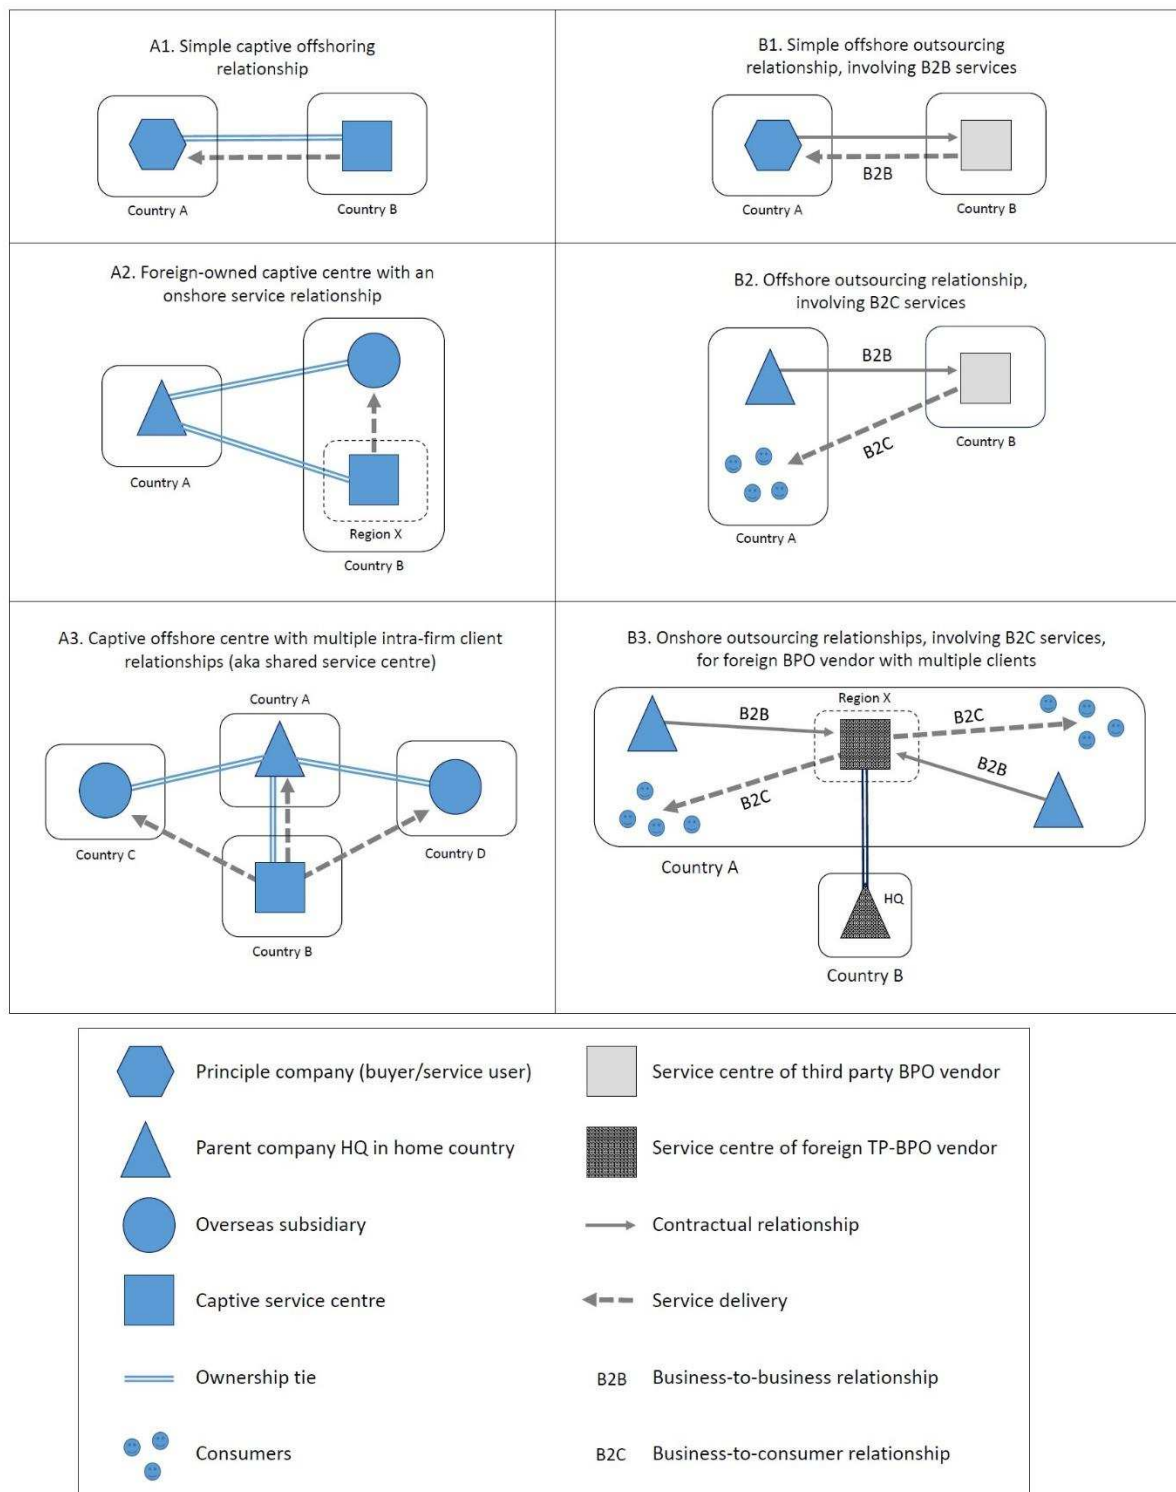 A1. Simple captive offshoring
relationship
Country A
Country B
B1. Simple offshore outsourcing
relationship, involving B2B services
B2B
Country A
Country B
A2. Foreign-owned captive centre with an
onshore service relationship
Country A
Region X
Country B
B2. Offshore outsourcing relationship,
involving B2C services
B2B
B2C
Country B
Country A
A3. Captive offshore centre with multiple intra-firm client
relationships (aka shared service centre)
Country A
Country C
Country D
Country B
B3. Onshore outsourcing relationships, involving B2C services,
for foreign BPO vendor with multiple clients
Region X
B2B
B2C
B2B
B2C
Country A
HQ
Country B
Principle company (buyer/service user)
Service centre of third party BPO vendor
Parent company HQ in home country
Service centre of foreign TP-BPO vendor
Overseas subsidiary
Contractual relationship
Captive service centre
Service delivery
Ownership tie
B2B Business-to-business relationship
Consumers
B2C Business-to-consumer relationship